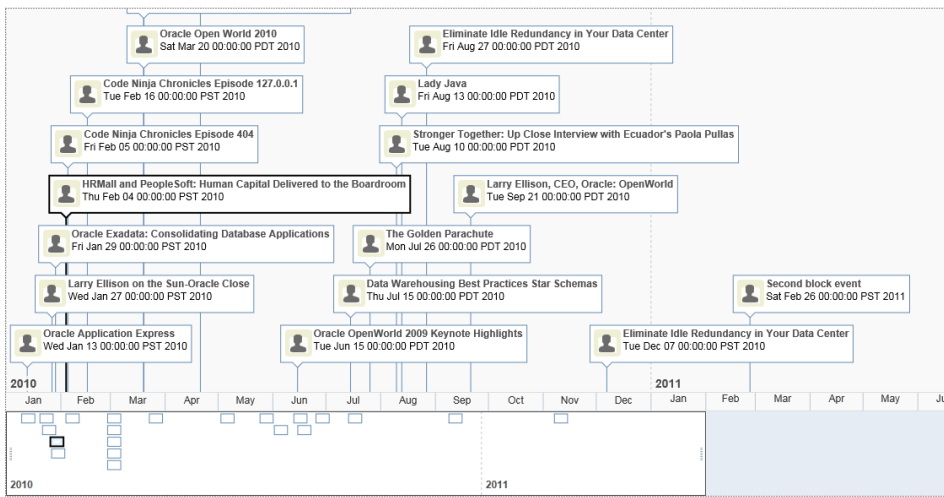 Oracle Open World 2010
Sat Mar 20 00:00:00 PDT 2010
Eliminate Idle Redundancy in Your Data Center
Fri Aug 27 00:00:00 PDT 2010
Code Ninja Chronicles Episode 127.0.0.1
Tue Feb 16 00:00:00 PST 2010
Lady Java
Fri Aug 13 00:00:00 PDT 2010
Code Ninja Chronicles Episode 404
Fri Feb 05 00:00:00 PST 2010
Stronger Together: Up Close Interview with Ecuador's Paola Pullas
Tue Aug 10 00:00:00 PDT 2010
HRMall and PeopleSoft: Human Capital Delivered to the Boardroom
Thu Feb 04 00:00:00 PST 2010
Larry Ellison, CEO, Oracle: OpenWorld
Tue Sep 21 00:00:00 PDT 2010
Oracle Exadata: Consolidating Database Applications
Fri Jan 29 00:00:00 PST 2010
The Golden Parachute
Mon Jul 26 00:00:00 PDT 2010
Larry Ellison on the Sun-Oracle Close
Wed Jan 27 00:00:00 PST 2010
Data Warehousing Best Practices Star Schemas
Thu Jul 15 00:00:00 PDT 2010
Second block event
Sat Feb 26 00:00:00 PST 2011
Oracle Application Express
Wed Jan 13 00:00:00 PST 2010
Oracle OpenWorld 2009 Keynote Highlights
Tue Jun 15 00:00:00 PDT 2010
Eliminate Idle Redundancy in Your Data Center
Tue Dec 07 00:00:00 PST 2010
2010 2011
Jan Feb Mar Apr May Jun Jul Aug Sep Oct Nov Dec Jan Feb Mar Apr May
2010 2011